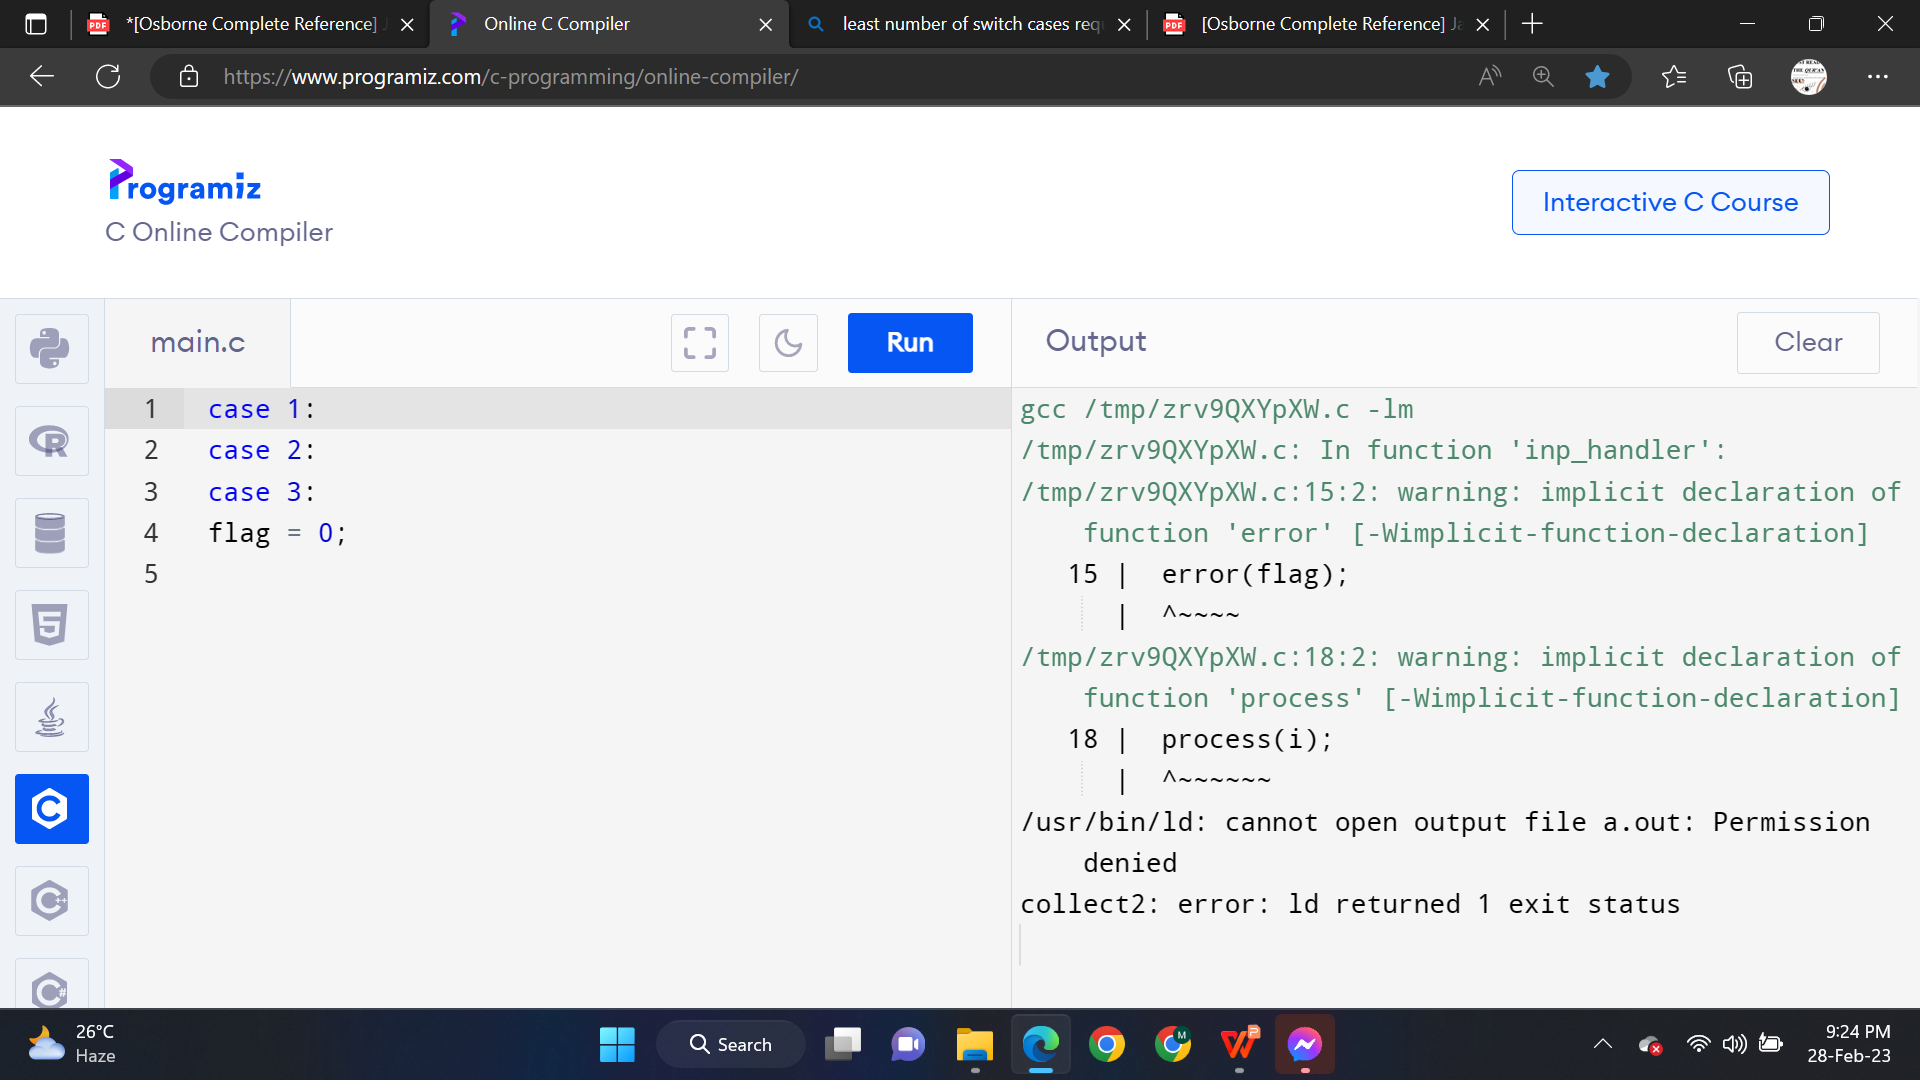 *[Osborne Complete Reference] J
Online C Compiler
least number of switch cases req
[Osborne Complete Reference] Ja
https://www.programiz.com/c-programming/online-compiler/
Programiz
C Online Compiler
Interactive C Course
main.c
Run
Output
Clear
1 case 1:
2 case 2:
3 case 3:
4 flag = 0;
5
gcc /tmp/zrv9QXYpXW.c -lm
/tmp/zrv9QXYpXW.c: In function 'inp_handler':
/tmp/zrv9QXYpXW.c:15:2: warning: implicit declaration of
function 'error' [-Wimplicit-function-declaration]
15 | error(flag);
| ^~~~~
/tmp/zrv9QXYpXW.c:18:2: warning: implicit declaration of
function 'process' [-Wimplicit-function-declaration]
18 | process(i);
| ^~~~~~~
/usr/bin/ld: cannot open output file a.out: Permission
denied
collect2: error: ld returned 1 exit status
26°C
Haze
Search
9:24 PM
28-Feb-23